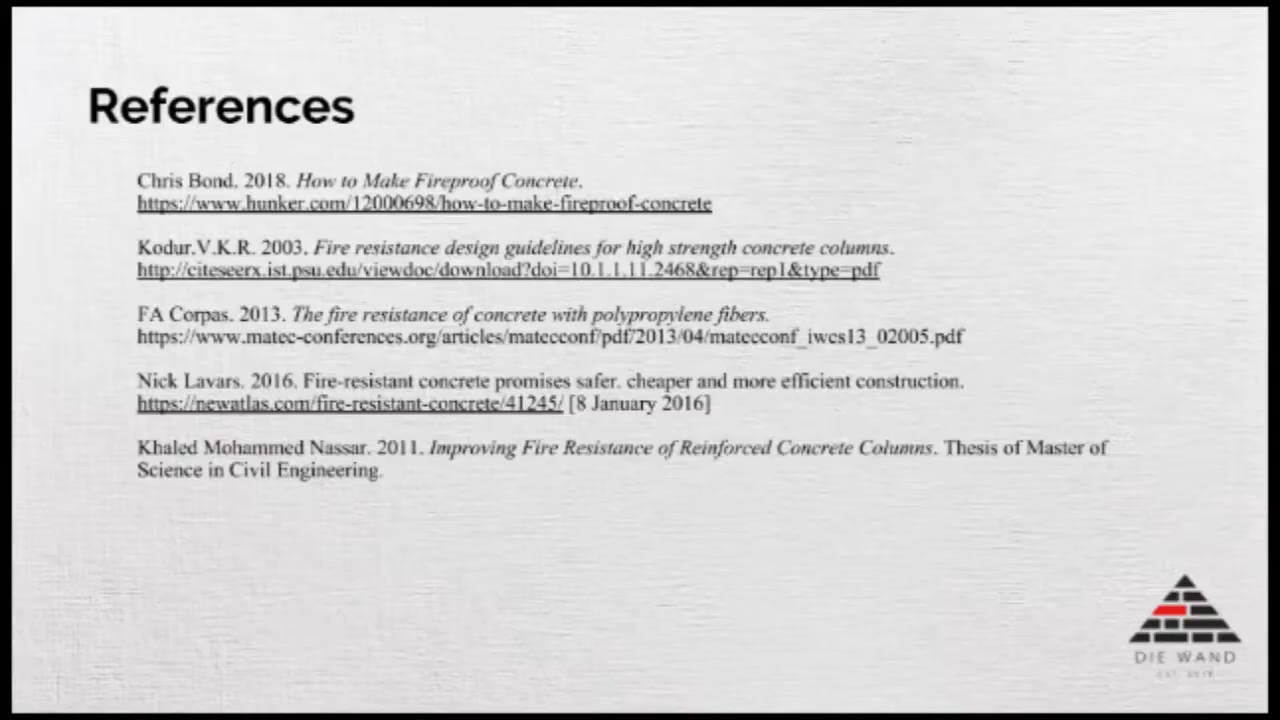 References
Chris Bond. 2018. How to Make Fireproof Concrete.
https://www.hunker.com/12000698/how-to-make-fireproof-concrete
Kodur.V.K.R. 2003. Fire resistance design guidelines for high strength concrete columns.
http://citeseerx.ist.psu.edu/viewdoc/download?doi=10.1.1.11.2468&rep=rep1&type=pdf
FA Corpas. 2013. The fire resistance of concrete with polypropylene fibers.
https://www.matec-conferences.org/articles/matecconf/pdf/2013/04/matecconf_iwcs13_02005.pdf
Nick Lavars. 2016. Fire-resistant concrete promises safer. cheaper and more efficient construction.
https://newatlas.com/fire-resistant-concrete/41245/ [8 January 2016]
Khaled Mohammed Nassar. 2011. Improving Fire Resistance of Reinforced Concrete Columns. Thesis of Master of
Science in Civil Engineering.
DIE WAND